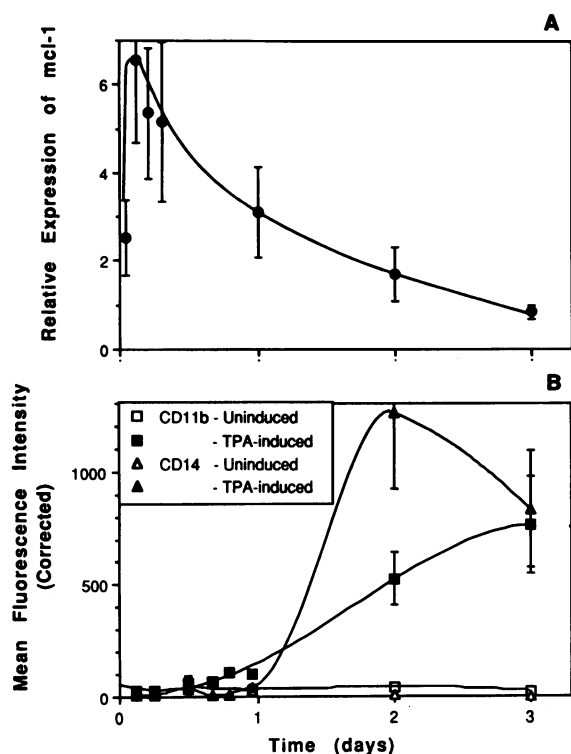 A
Relative Expression of mcl-1
6
4
2
0
B
Mean Fluorescence Intensity
(Corrected)
CD11b - Uninduced
- TPA-induced
CD14 - Uninduced
- TPA-induced
1000
500
0
0 1 2 3
Time (days)